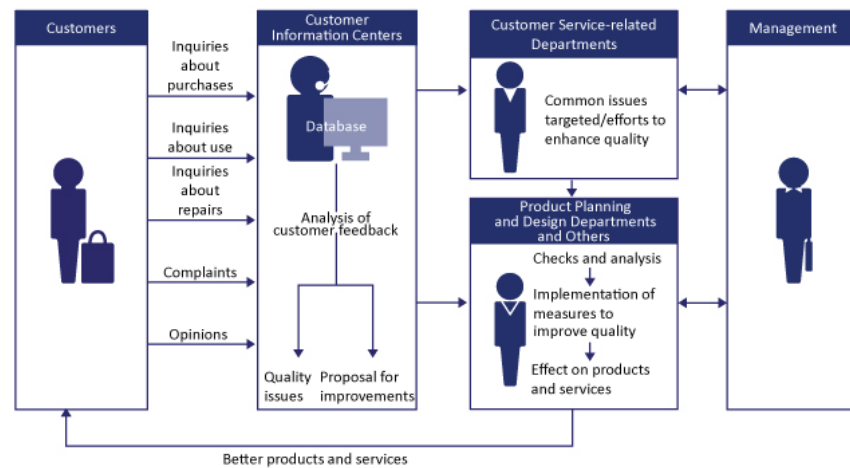 Customers
Inquiries
about
purchases
Inquiries
about use
Inquiries
about
repairs
Complaints
Opinions
Customer
Information Centers
Database
Analysis of
customer feedback
Quality
issues
Proposal for
improvements
Customer Service-related
Departments
Common issues
targeted/efforts to
enhance quality
Product Planning
and Design Departments
and Others
Checks and analysis
Implementation of
measures to
improve quality
Effect on products
and services
Management
Better products and services